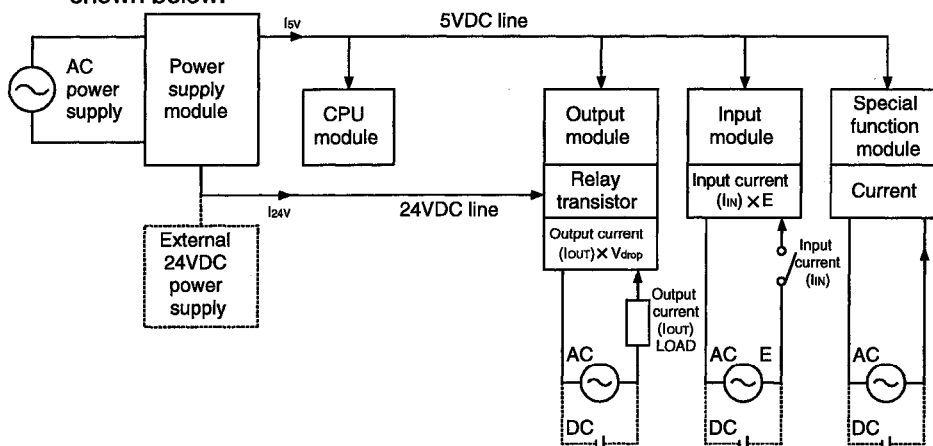 shown below.
I5V
5VDC line
AC
power
supply
Power
supply
module
CPU
module
Output
module
Input
module
Special
function
module
Relay
transistor
Input current
(IIN) × E
Current
I24V
24VDC line
External
24VDC
power
supply
Output current
(IOUT) × Vdrop
Input
current
(IIN)
Output
current
(IOUT)
LOAD
AC
AC
E
AC
DC
DC
DC